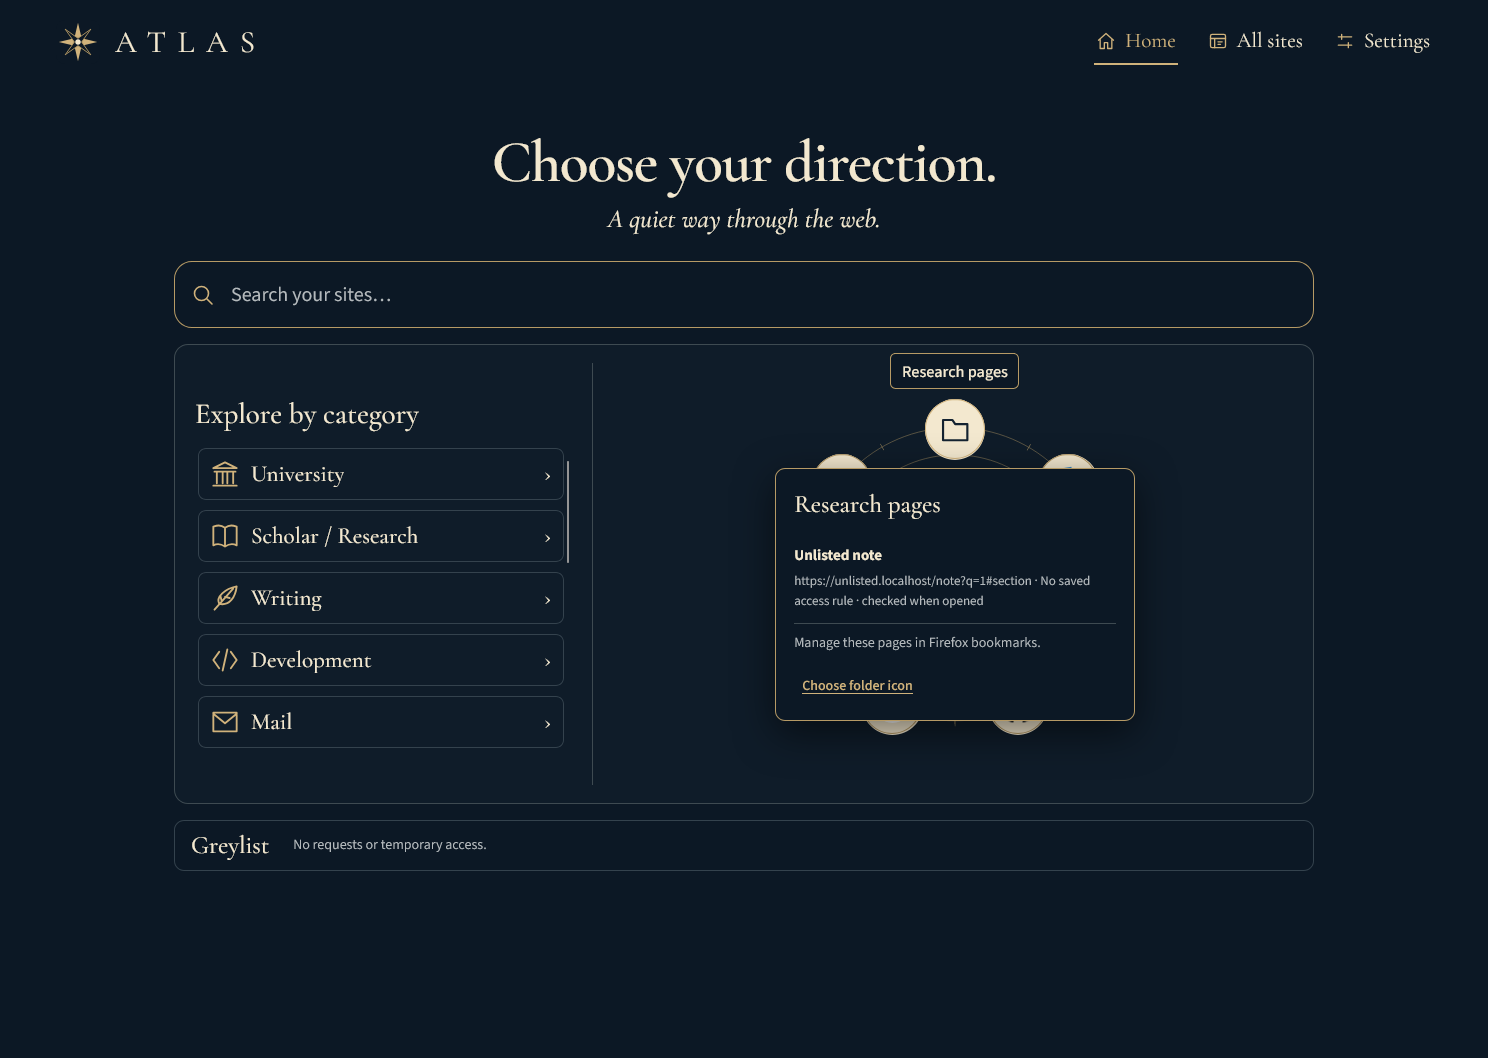 ATLAS
Home
All sites
Settings
Choose your direction.
A quiet way through the web.
Search your sites…
Explore by category
University
Scholar / Research
Writing
Development
Mail
Research pages
Research pages
Unlisted note
https://unlisted.localhost/note?q=1#section · No saved
access rule · checked when opened
Manage these pages in Firefox bookmarks.
Choose folder icon
Greylist
No requests or temporary access.